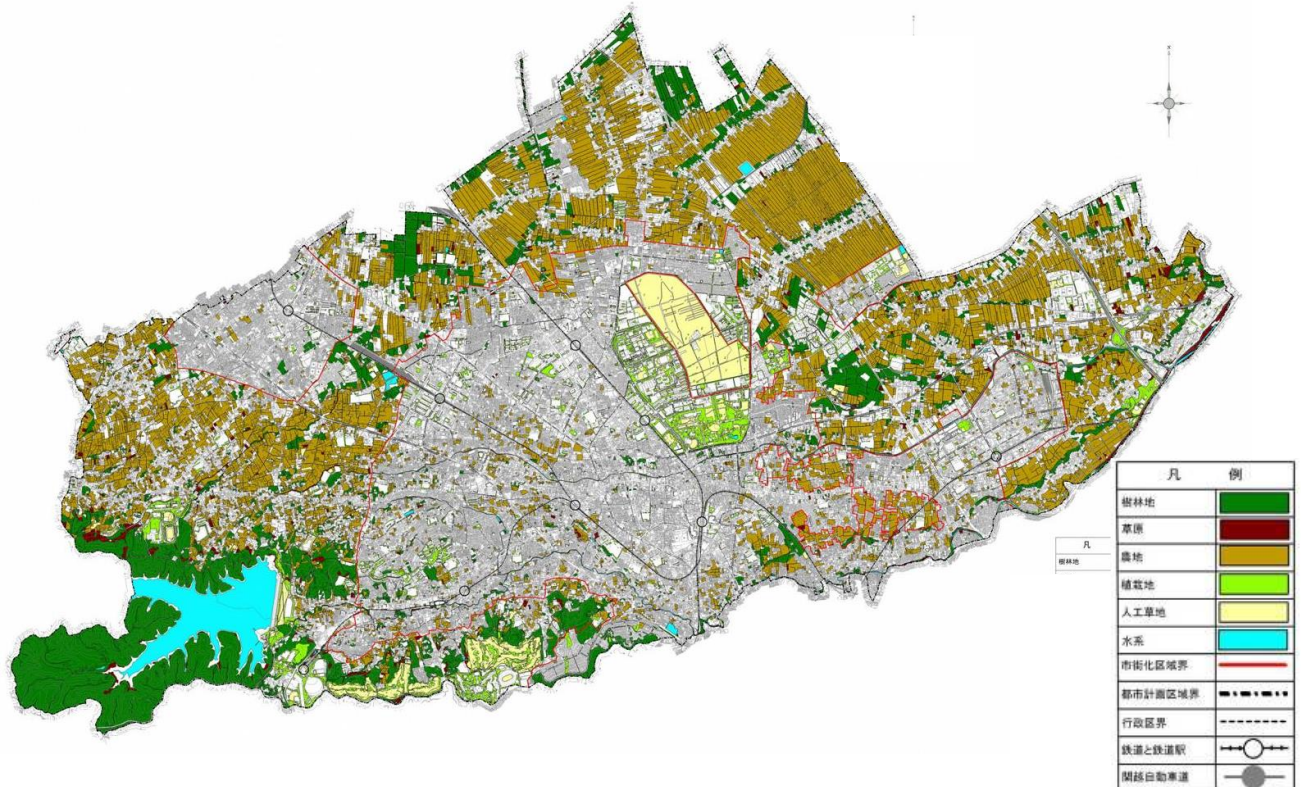 凡 例
樹林地
草原
農地
植栽地
人工草地
水系
市街化区域界
都市計画区域界
行政区界
鉄道と鉄道駅
関越自動車道
凡
樹林地